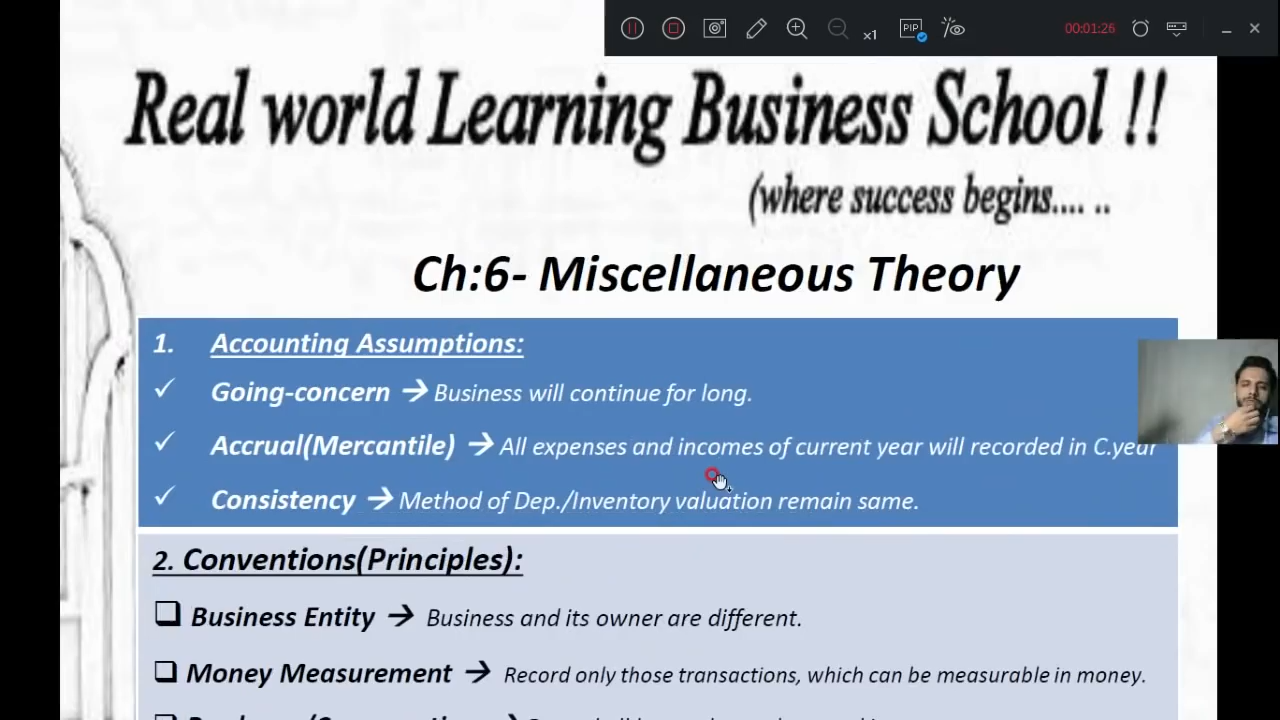 x1
PIP
00:01:26
Real world Learning Business School !!
(where success begins.... ..
Ch:6- Miscellaneous Theory
1. Accounting Assumptions:
✓ Going-concern → Business will continue for long.
✓ Accrual(Mercantile) → All expenses and incomes of current year will recorded in C.year
✓ Consistency → Method of Dep./Inventory valuation remain same.
2. Conventions(Principles):
❑ Business Entity → Business and its owner are different.
❑ Money Measurement → Record only those transactions, which can be measurable in money.